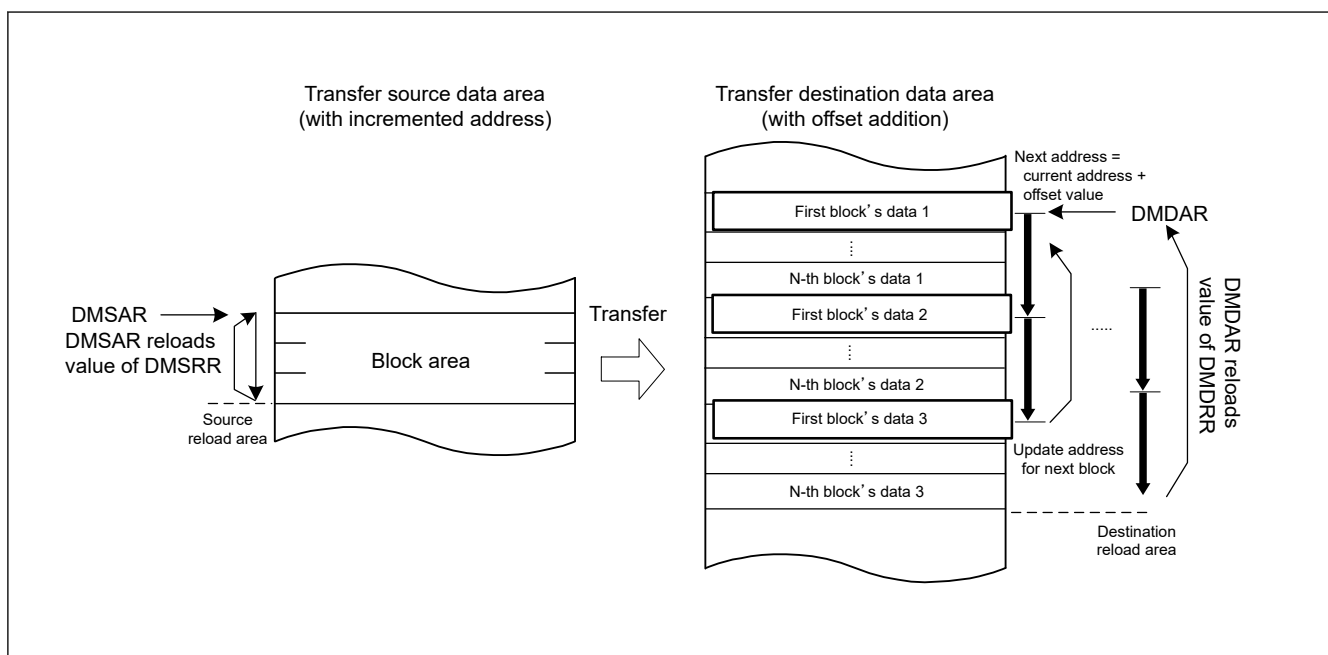 Transfer source data area
(with incremented address)
DMSAR
DMSAR reloads
value of DMSRR
Source
reload area
Block area
Transfer
Transfer destination data area
(with offset addition)
First block’s data 1
⋮
N-th block’s data 1
First block’s data 2
⋮
N-th block’s data 2
First block’s data 3
⋮
N-th block’s data 3
Next address =
current address +
offset value
DMDAR
.....
Update address
for next block
DMDAR reloads
value of DMDRR
Destination
reload area